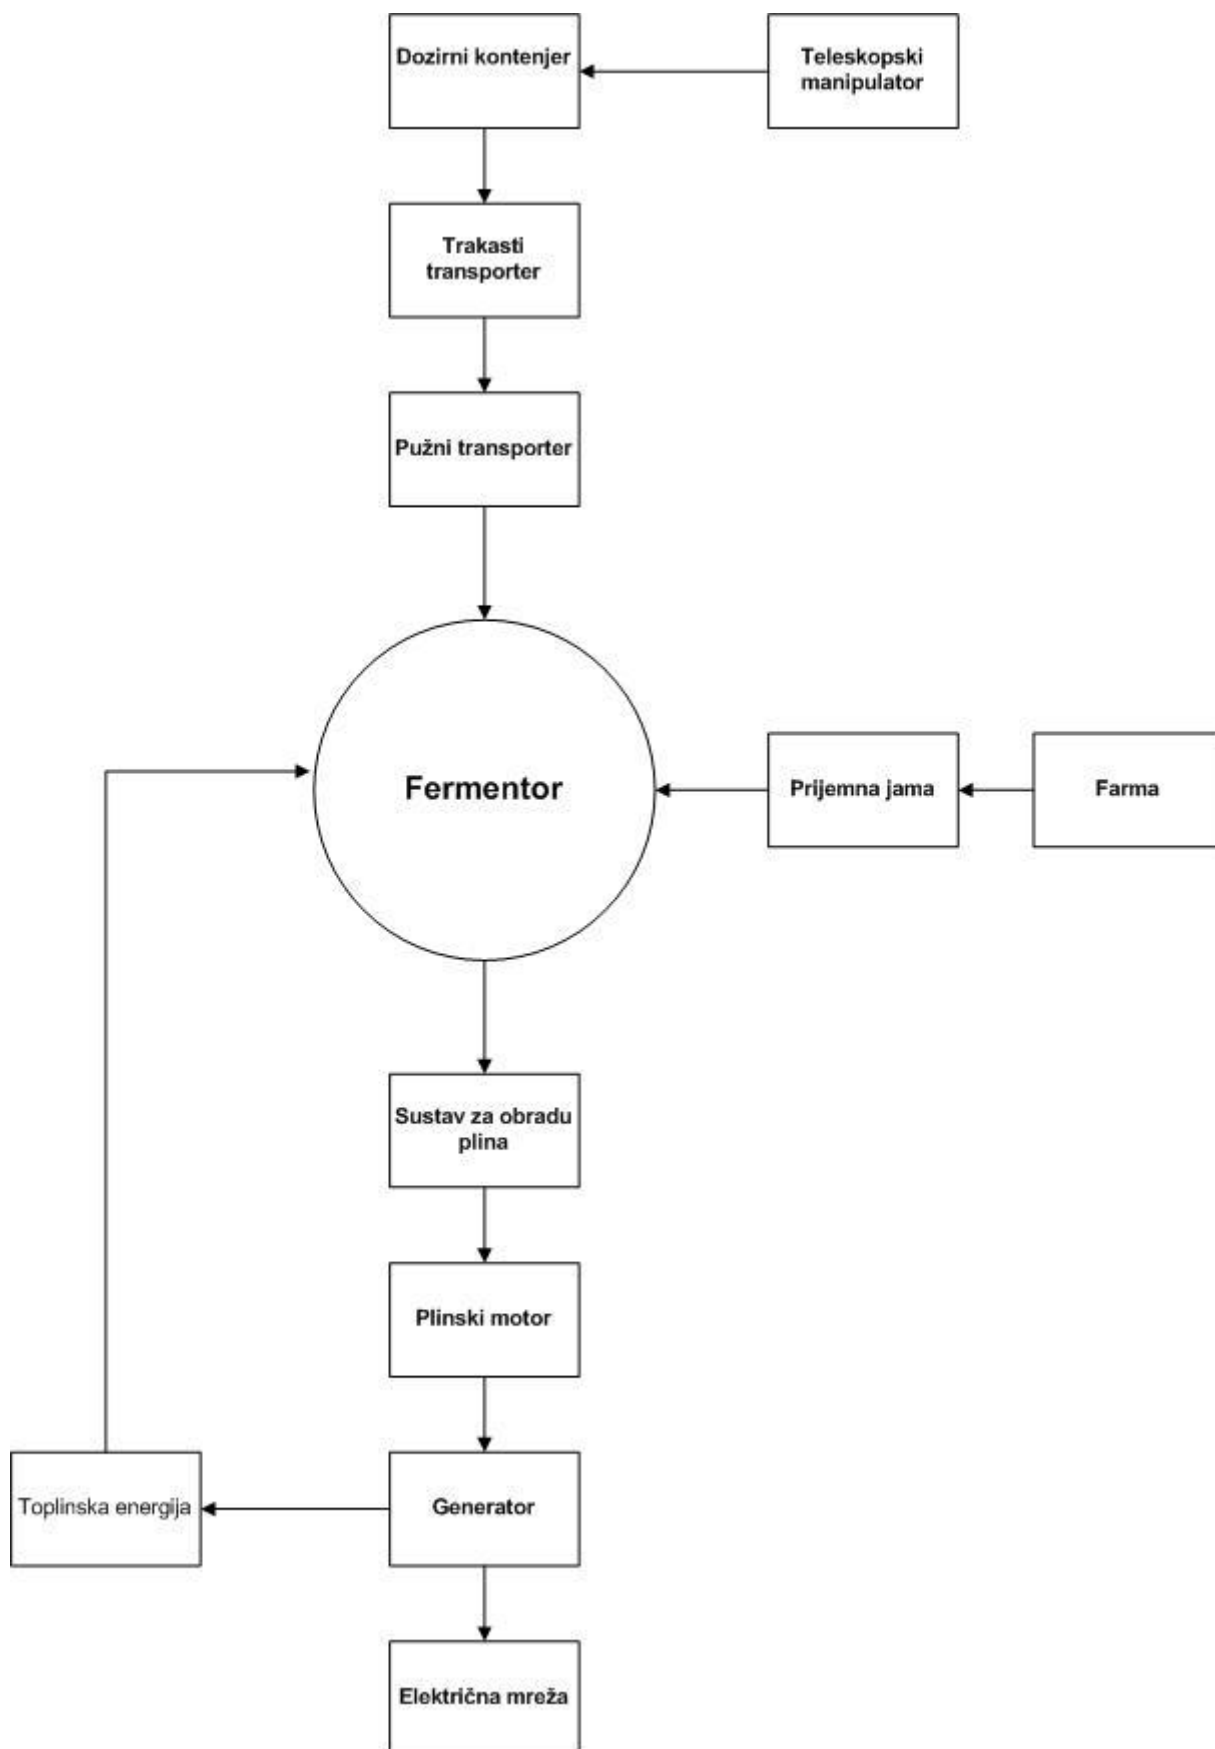 Dozirni kontenjer
Teleskopski
manipulator
Trakasti
transporter
Pužni transporter
Fermentor
Prijemna jama
Farma
Sustav za obradu
plina
Plinski motor
Toplinska energija
Generator
Električna mreža